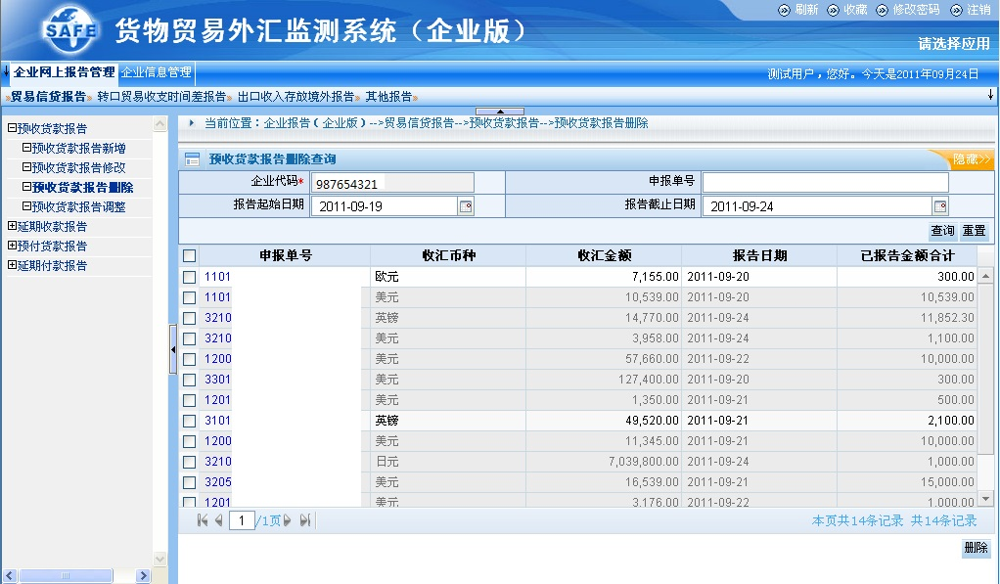 刷新 收藏 修改密码 注销
SAFE 货物贸易外汇监测系统（企业版）
请选择应用
企业网上报告管理 企业信息管理 测试用户，您好。今天是2011年09月24日
贸易信贷报告 转口贸易收支时间差报告 出口收入存放境外报告 其他报告
当前位置：企业报告（企业版）-->贸易信贷报告-->预收货款报告-->预收货款报告删除
预收货款报告
预收货款报告新增
预收货款报告修改
预收货款报告删除
预收货款报告调整
延期收款报告
预付货款报告
延期付款报告
预收货款报告删除查询 隐藏>>
企业代码* 987654321 申报单号
报告起始日期 2011-09-19 报告截止日期 2011-09-24
查询 重置
申报单号 收汇币种 收汇金额 报告日期 已报告金额合计
1101 欧元 7,155.00 2011-09-20 300.00
1101 美元 10,539.00 2011-09-20 10,539.00
3210 英镑 14,770.00 2011-09-24 11,852.30
3210 美元 3,958.00 2011-09-24 1,100.00
1200 美元 57,660.00 2011-09-22 10,000.00
3301 美元 127,400.00 2011-09-20 300.00
1201 美元 1,350.00 2011-09-21 500.00
3101 英镑 49,520.00 2011-09-21 2,100.00
1200 美元 11,345.00 2011-09-21 10,000.00
3210 日元 7,039,800.00 2011-09-24 1,000.00
3205 美元 16,539.00 2011-09-21 15,000.00
1201 美元 3,176.00 2011-09-22 1,000.00
1 /1页 本页共14条记录 共14条记录
删除